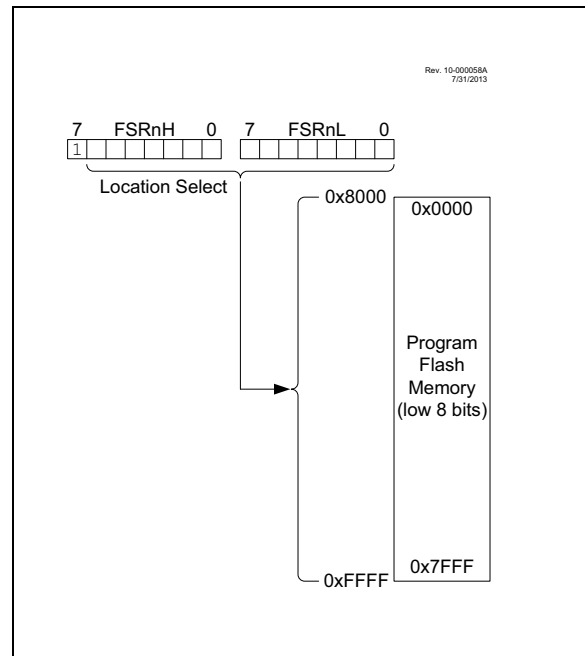 Rev. 10-000058A
7/31/2013
7 FSRnH 0 7 FSRnL 0
1
Location Select
0x8000
0x0000
Program
Flash
Memory
(low 8 bits)
0x7FFF
0xFFFF